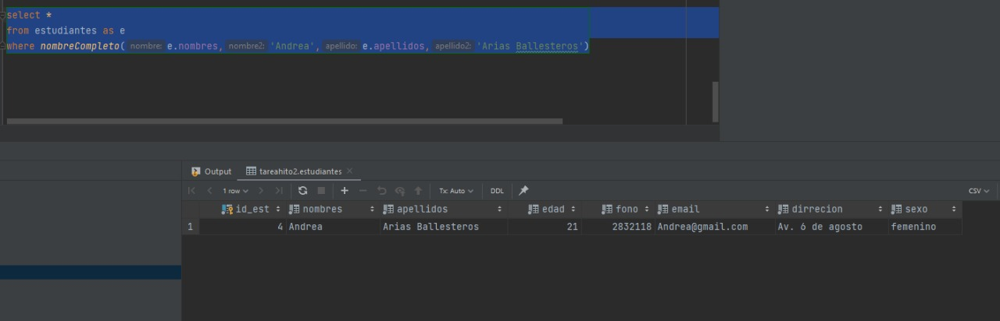 select *
from estudiantes as e
where nombreCompleto( nombre: e.nombres, nombre2: 'Andrea', apellido: e.apellidos, apellido2: 'Arias Ballesteros')
Output tareahito2.estudiantes
1 row Tx: Auto DDL CSV
id_est nombres apellidos edad fono email dirrecion sexo
1 4 Andrea Arias Ballesteros 21 2832118 Andrea@gmail.com Av. 6 de agosto femenino